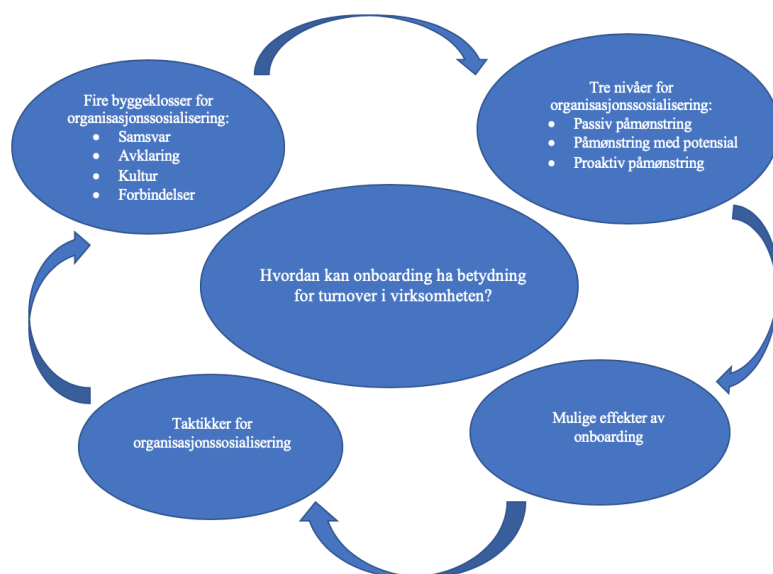 Fire byggeklosser for
organisasjonssosialisering:
• Samsvar
• Avklaring
• Kultur
• Forbindelser
Tre nivåer for
organisasjonssosialisering:
• Passiv påmønstring
• Påmønstring med potensial
• Proaktiv påmønstring
Hvordan kan onboarding ha betydning
for turnover i virksomheten?
Taktikker for
organisasjonssosialisering
Mulige effekter av
onboarding